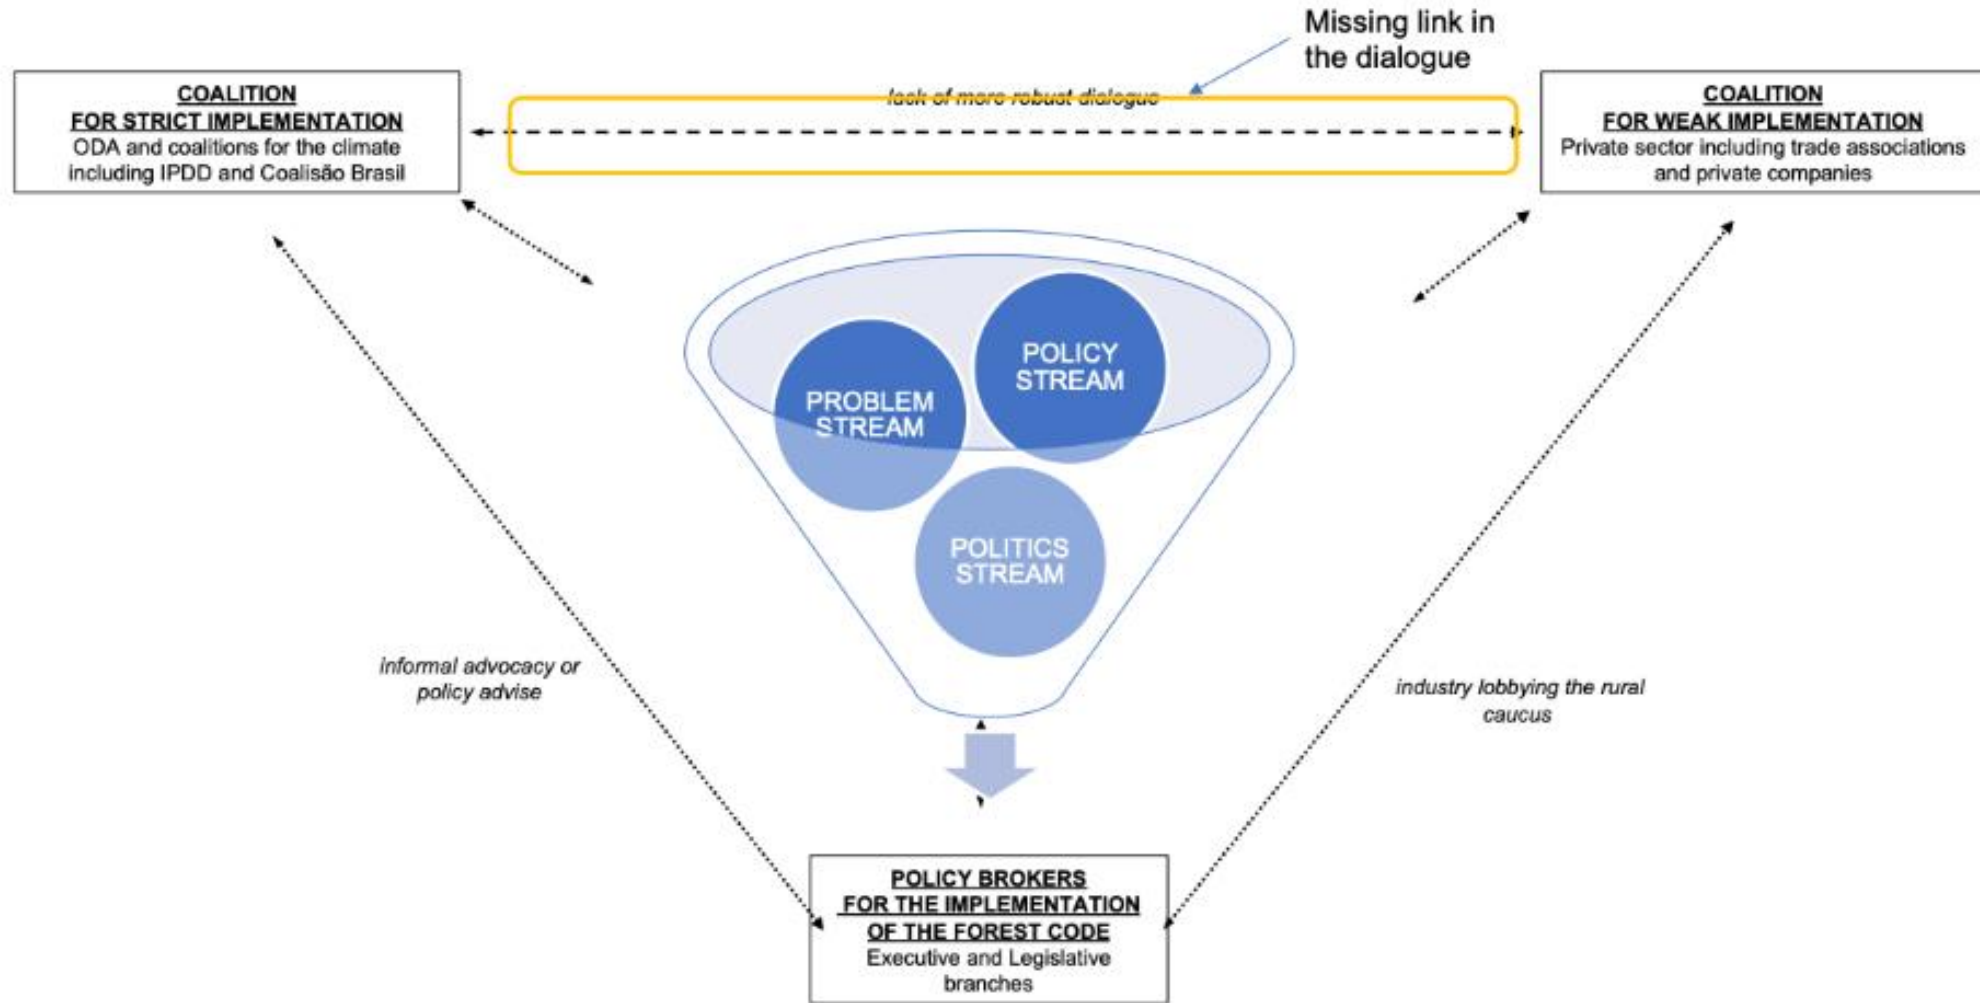 Missing link in
the dialogue
COALITION
FOR STRICT IMPLEMENTATION
ODA and coalitions for the climate
including IPDD and Coalisão Brasil
lack of more robust dialogue
COALITION
FOR WEAK IMPLEMENTATION
Private sector including trade associations
and private companies
POLICY
STREAM
PROBLEM
STREAM
POLITICS
STREAM
informal advocacy or
policy advise
industry lobbying the rural
caucus
POLICY BROKERS
FOR THE IMPLEMENTATION
OF THE FOREST CODE
Executive and Legislative
branches